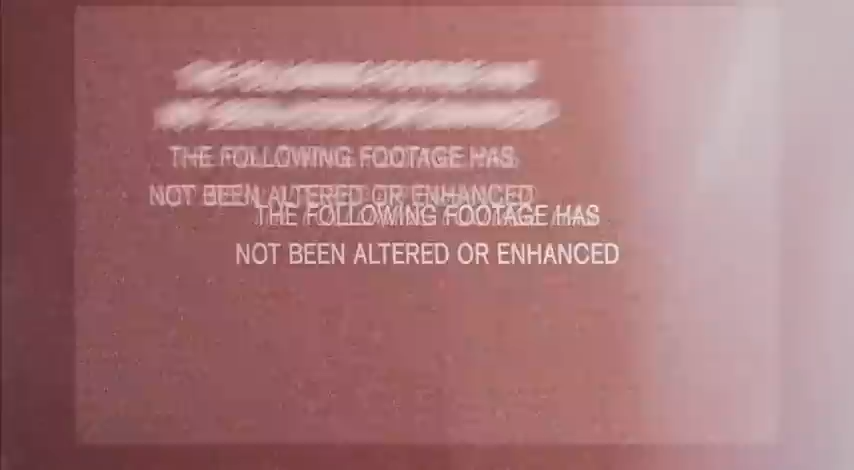 THE FOLLOWING FOOTAGE HAS
NOT BEEN ALTERED OR ENHANCED
THE FOLLOWING FOOTAGE HAS
NOT BEEN ALTERED OR ENHANCED